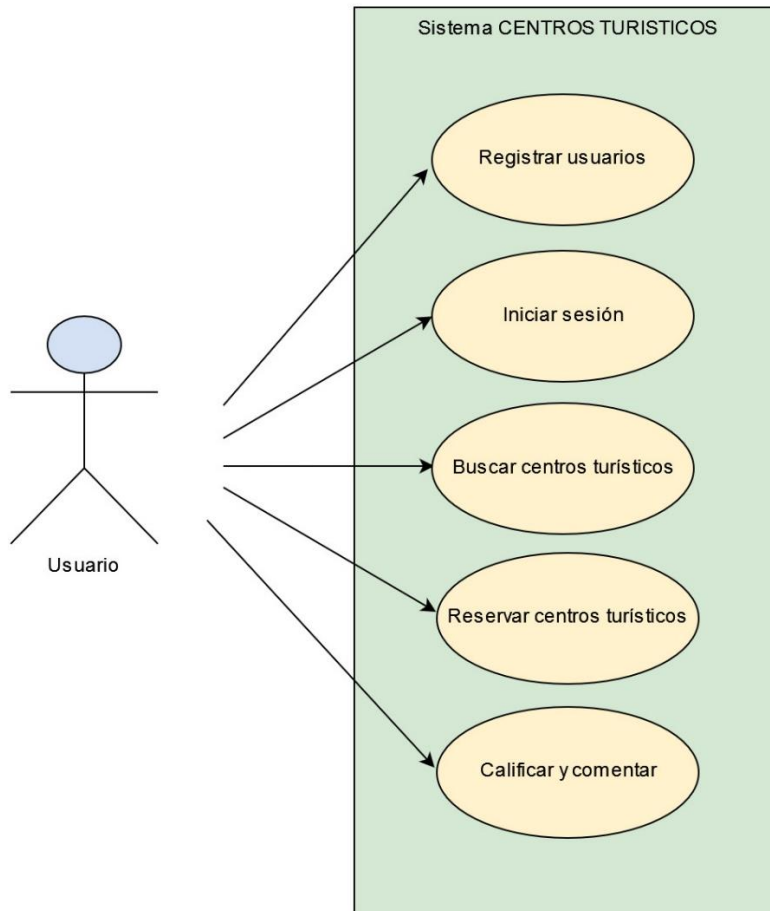 Sistema CENTROS TURISTICOS
Registrar usuarios
Iniciar sesión
Buscar centros turísticos
Usuario
Reservar centros turísticos
Calificar y comentar